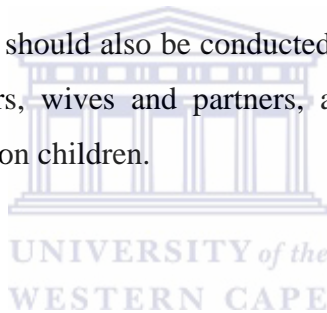 should also be conducted
rs, wives and partners, a
on children.
UNIVERSITY of the
WESTERN CAPE